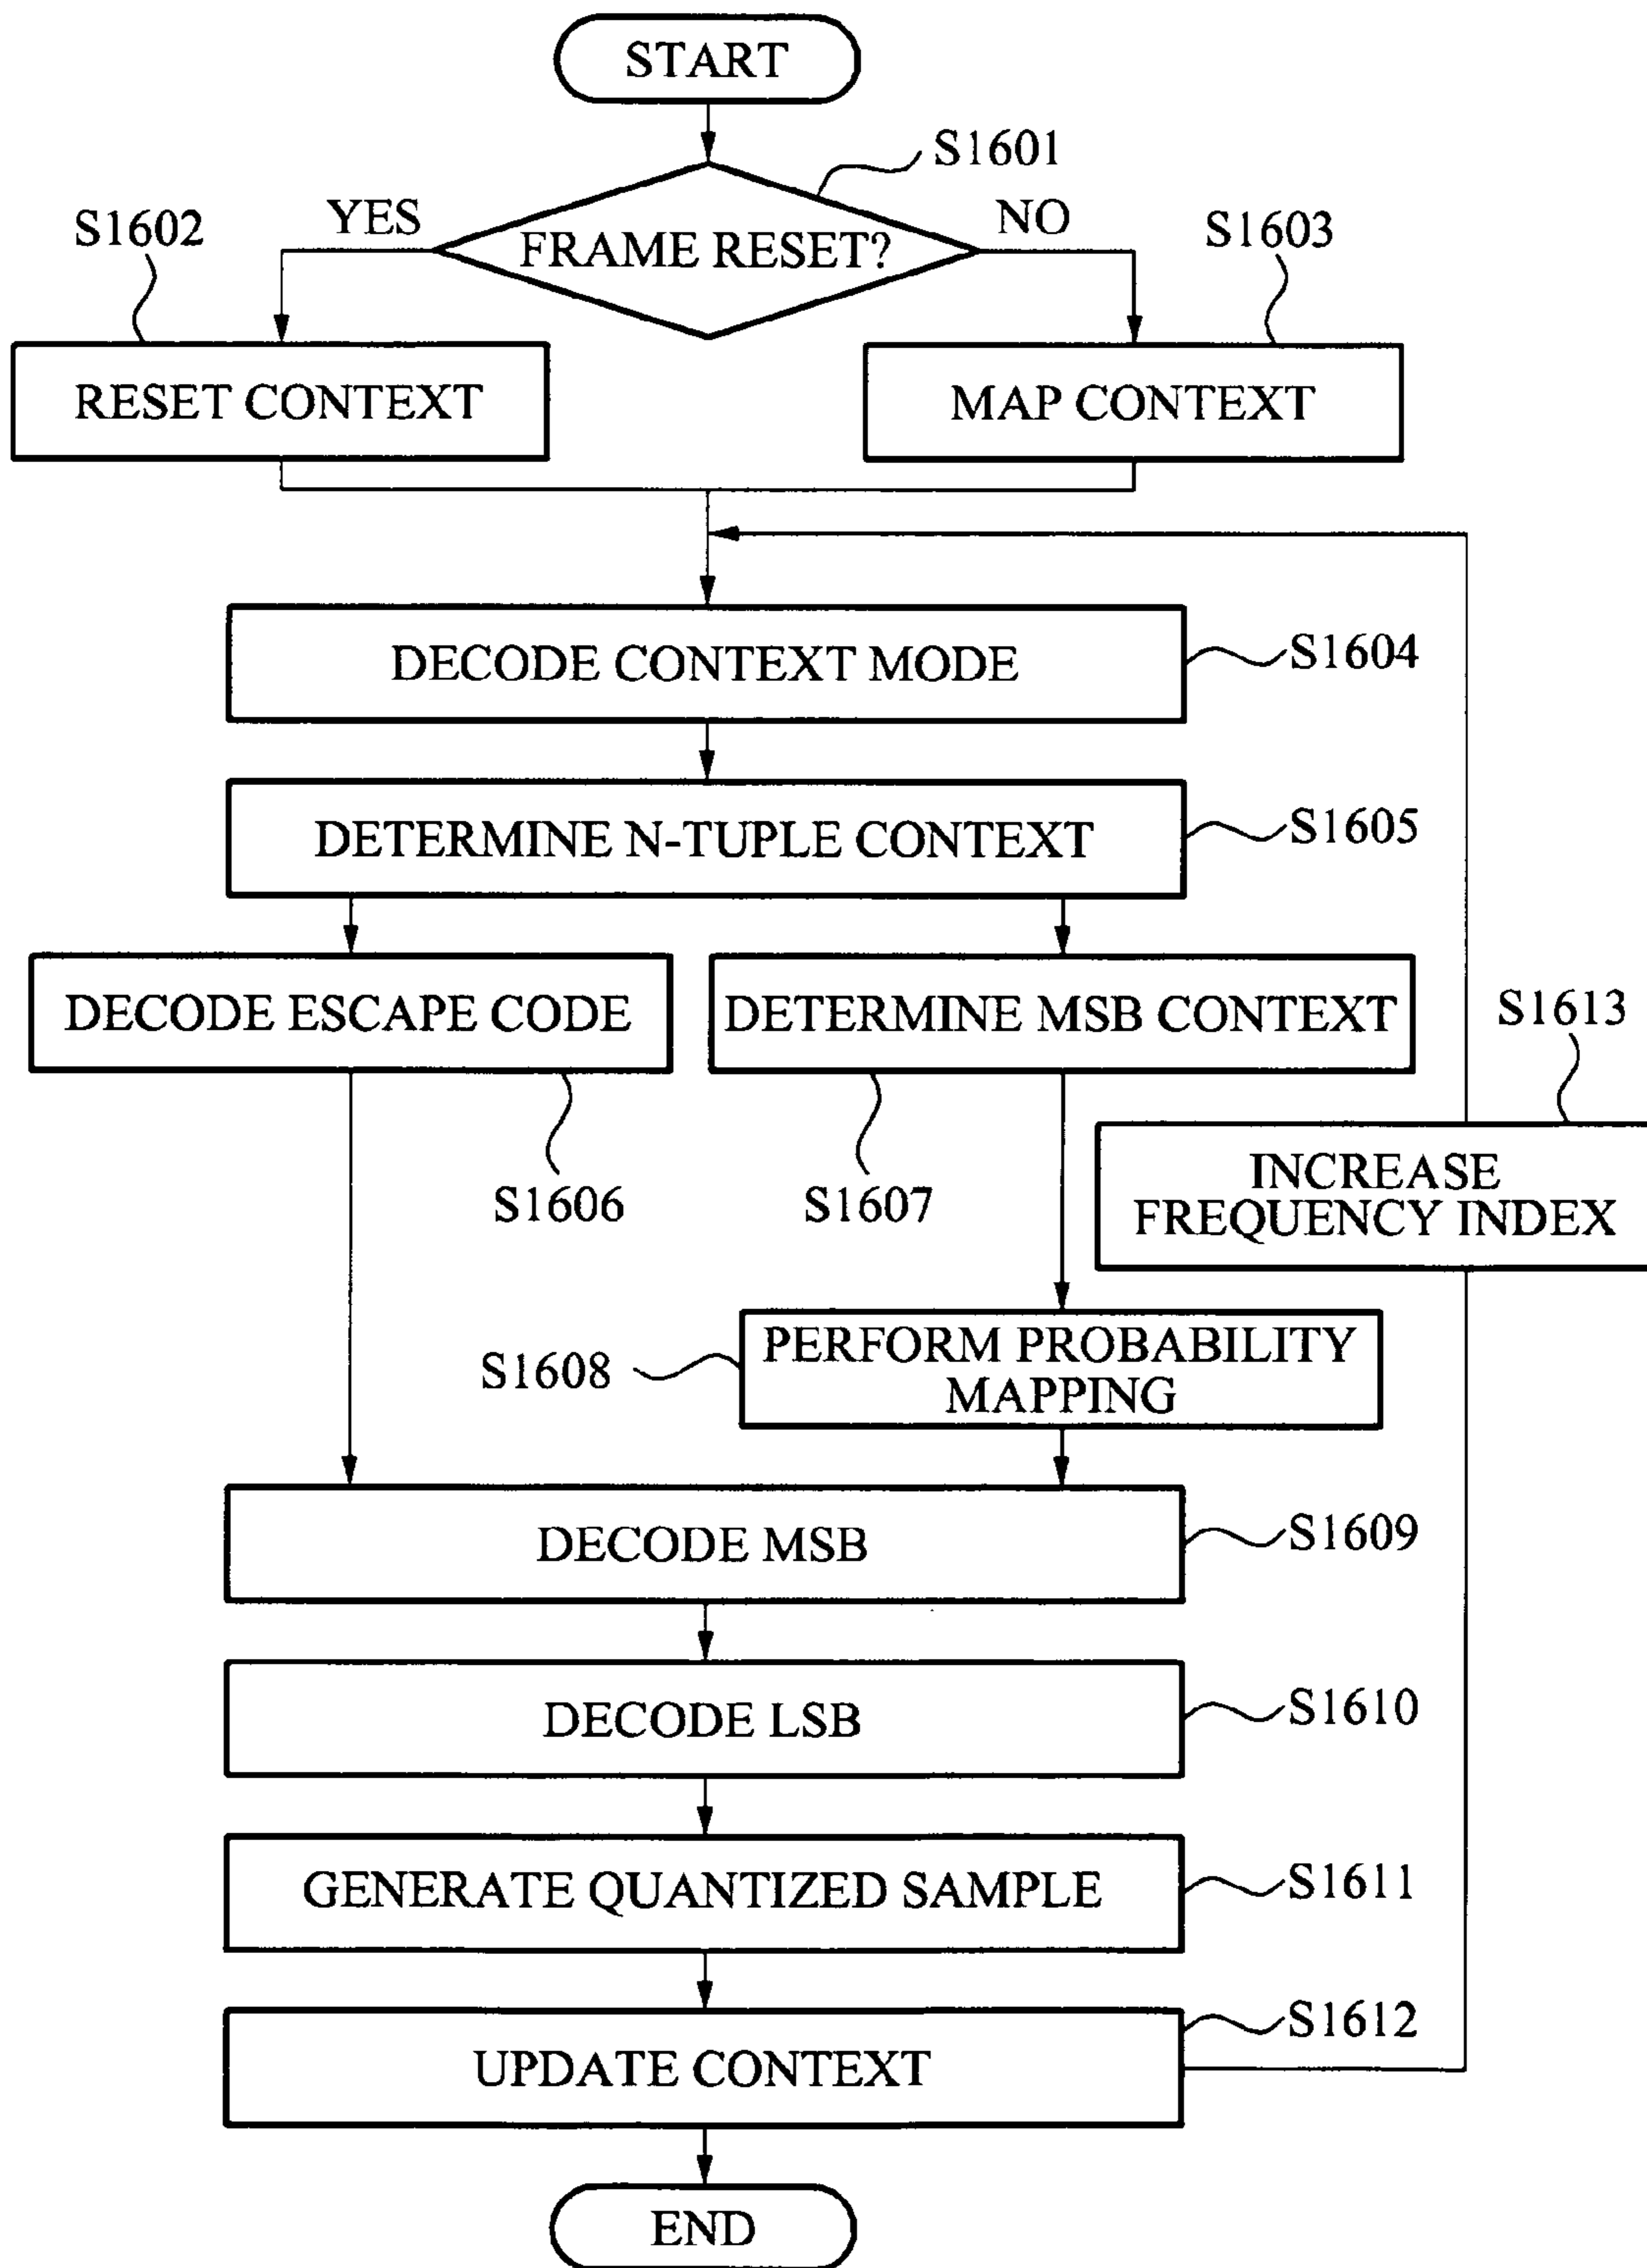 START
S1601
YES
NO
S1602
S1603
FRAME RESET?
RESET CONTEXT
MAP CONTEXT
DECODE CONTEXT MODE
S1604
DETERMINE N-TUPLE CONTEXT
S1605
DECODE ESCAPE CODE
DETERMINE MSB CONTEXT
S1613
S1606
S1607
INCREASE
FREQUENCY INDEX
S1608
PERFORM PROBABILITY
MAPPING
DECODE MSB
S1609
DECODE LSB
S1610
GENERATE QUANTIZED SAMPLE
S1611
S1612
UPDATE CONTEXT
END